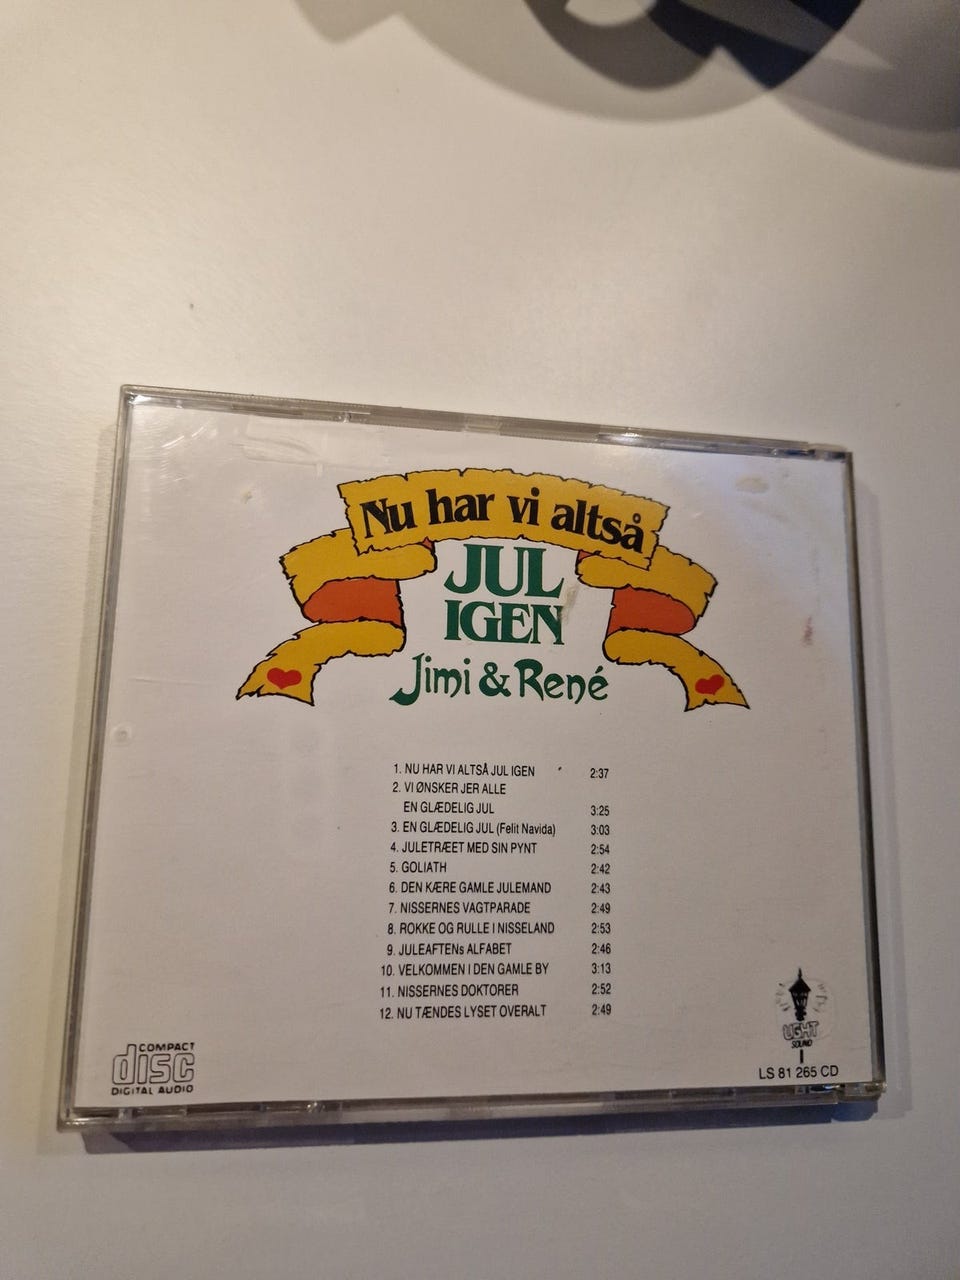 Nu har vi altså
JUL
IGEN
Jimi & René
1. NU HAR VI ALTSÅ JUL IGEN 2:37
2. VI ØNSKER JER ALLE
EN GLÆDELIG JUL 3:25
3. EN GLÆDELIG JUL (Felit Navida) 3:03
4. JULETRÆET MED SIN PYNT 2:54
5. GOLIATH 2:42
6. DEN KÆRE GAMLE JULEMAND 2:43
7. NISSERNES VAGTPARADE 2:49
8. ROKKE OG RULLE I NISSELAND 2:53
9. JULEAFTENs ALFABET 2:46
10. VELKOMMEN I DEN GAMLE BY 3:13
11. NISSERNES DOKTORER 2:52
12. NU TÆNDES LYSET OVERALT 2:49
COMPACT
disc
DIGITAL AUDIO
LIGHT
SOUND
LS 81 265 CD